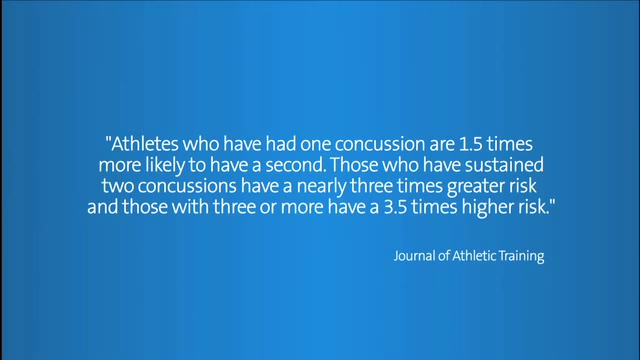 "Athletes who have had one concussion are 1.5 times
more likely to have a second. Those who have sustained
two concussions have a nearly three times greater risk
and those with three or more have a 3.5 times higher risk."
Journal of Athletic Training